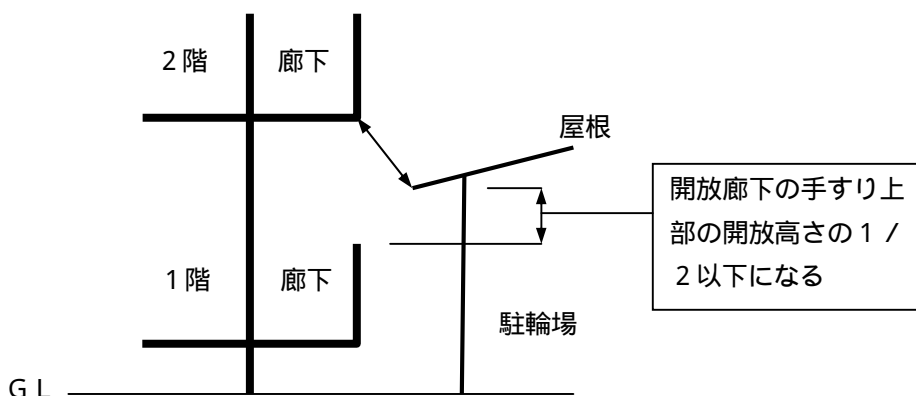 2階
廊下
屋根
開放廊下の手すり上
部の開放高さの1/
2以下になる
1階
廊下
駐輪場
GL